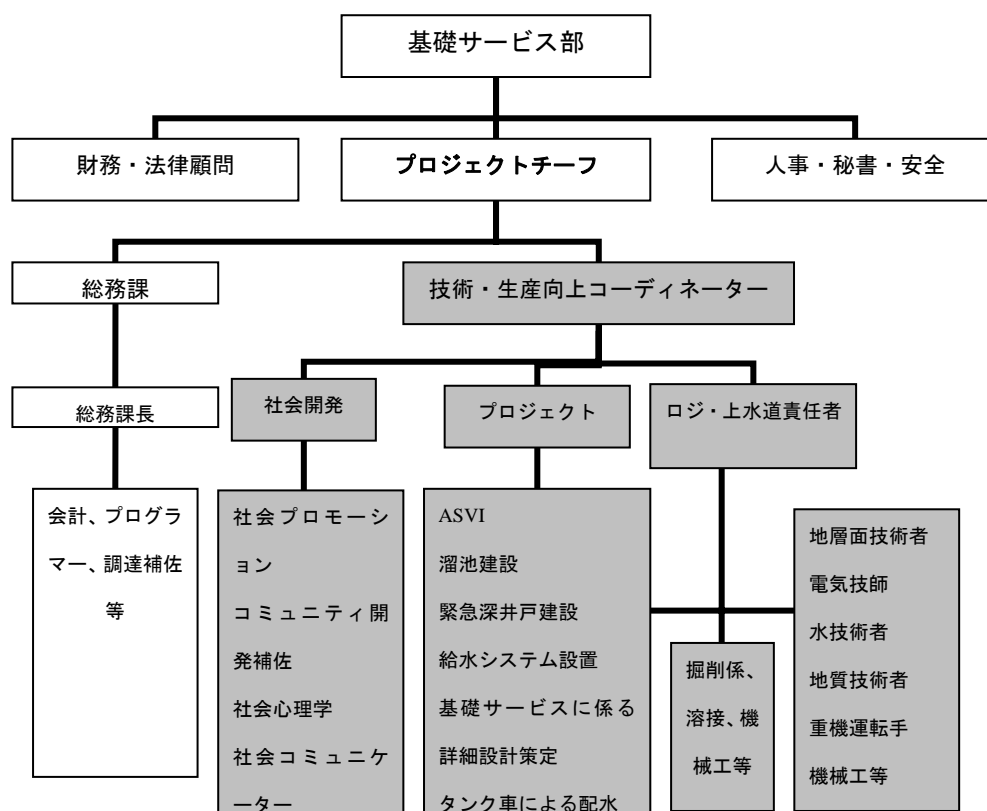 基礎サービス部
財務・法律顧問
プロジェクトチーフ
人事・秘書・安全
総務課
技術・生産向上コーディネーター
総務課長
社会開発
プロジェクト
ロジ・上水道責任者
会計、プログラ
マー、調達補佐
等
社会プロモーシ
ョン
コミュニティ開
発補佐
社会心理学
社会コミュニケ
ーター
ASVI
溜池建設
緊急深井戸建設
給水システム設置
基礎サービスに係る
詳細設計策定
タンク車による配水
掘削係、
溶接、機
械工等
地層面技術者
電気技師
水技術者
地質技術者
重機運転手
機械工等